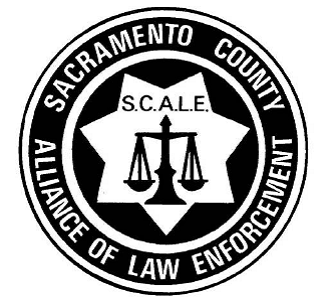 SACRAMENTO COUNTY
S.C.A.L.E.
ALLIANCE OF LAW ENFORCEMENT